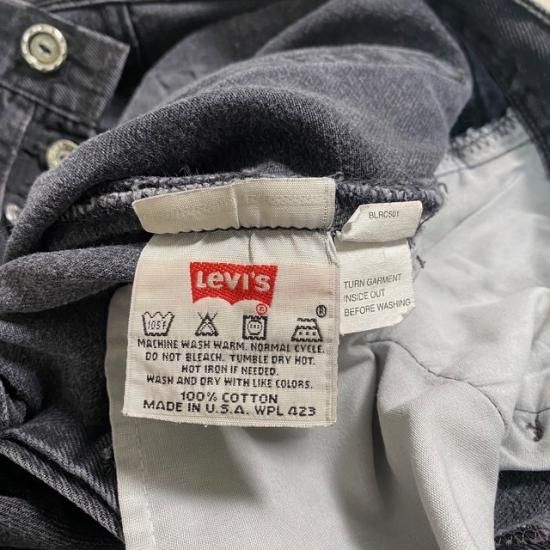 BLRC501
Levi's
TURN GARMENT
INSIDE OUT
BEFORE WASHING
105F
MACHINE WASH WARM. NORMAL CYCLE.
DO NOT BLEACH. TUMBLE DRY HOT.
HOT IRON IF NEEDED.
WASH AND DRY WITH LIKE COLORS.
100% COTTON
MADE IN U.S.A. WPL 423